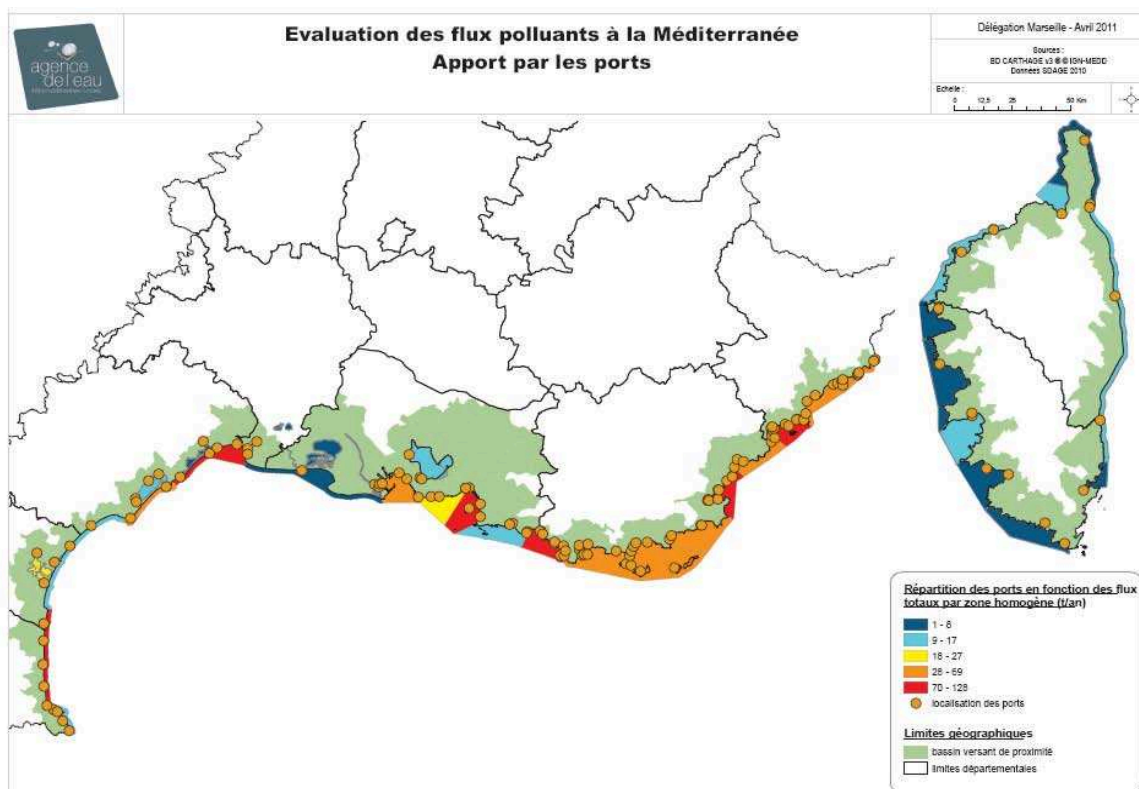 agence
de l'eau
Evaluation des flux polluants à la Méditerranée
Apport par les ports
Délégation Marseille - Avril 2011
Sources :
BD CARTHAGE v3 ® © IGN-MEDD
Données SDAGE 2010
Echelle :
0 12,5 25 50 Km
Répartition des ports en fonction des flux
totaux par zone homogène (t/an)
1 - 8
9 - 17
18 - 27
28 - 69
70 - 128
localisation des ports
Limites géographiques
bassin versant de proximité
limites départementales